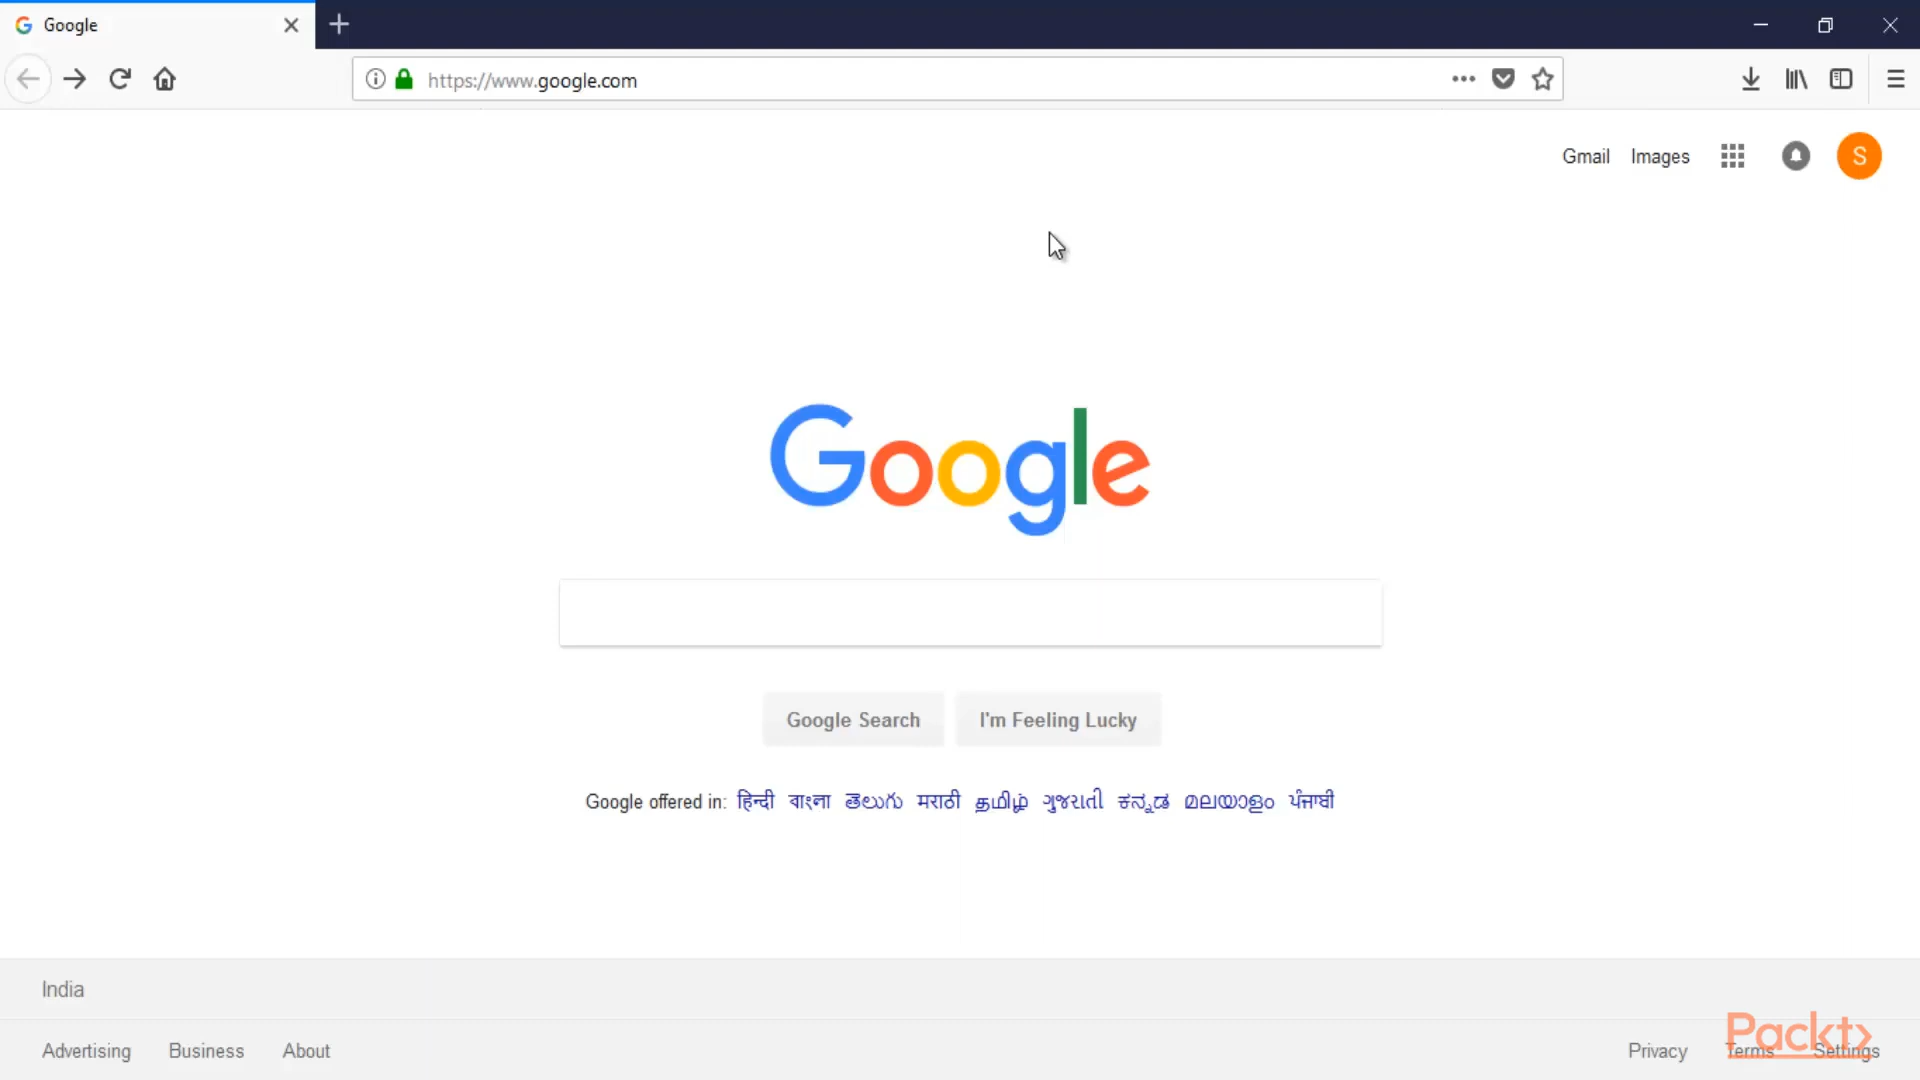 Google
https://www.google.com
Gmail Images
S
Google
Google Search I'm Feeling Lucky
Google offered in: हिन्दी বাংলা తెలుగు मराठी தமிழ் ગુજરાતી ಕನ್ನಡ മലയാളം ਪੰਜਾਬੀ
India
Packt
Advertising Business About Privacy Terms Settings